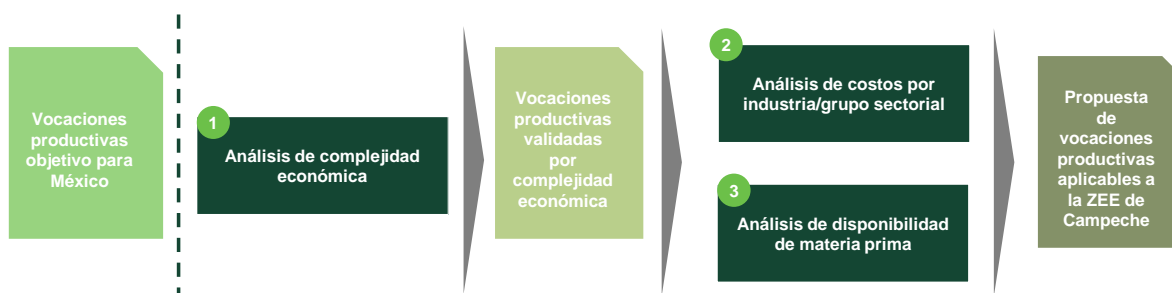 Vocaciones
productivas
objetivo para
México
1
Análisis de complejidad
económica
Vocaciones
productivas
validadas
por
complejidad
económica
2
Análisis de costos por
industria/grupo sectorial
3
Análisis de disponibilidad
de materia prima
Propuesta
de
vocaciones
productivas
aplicables a
la ZEE de
Campeche